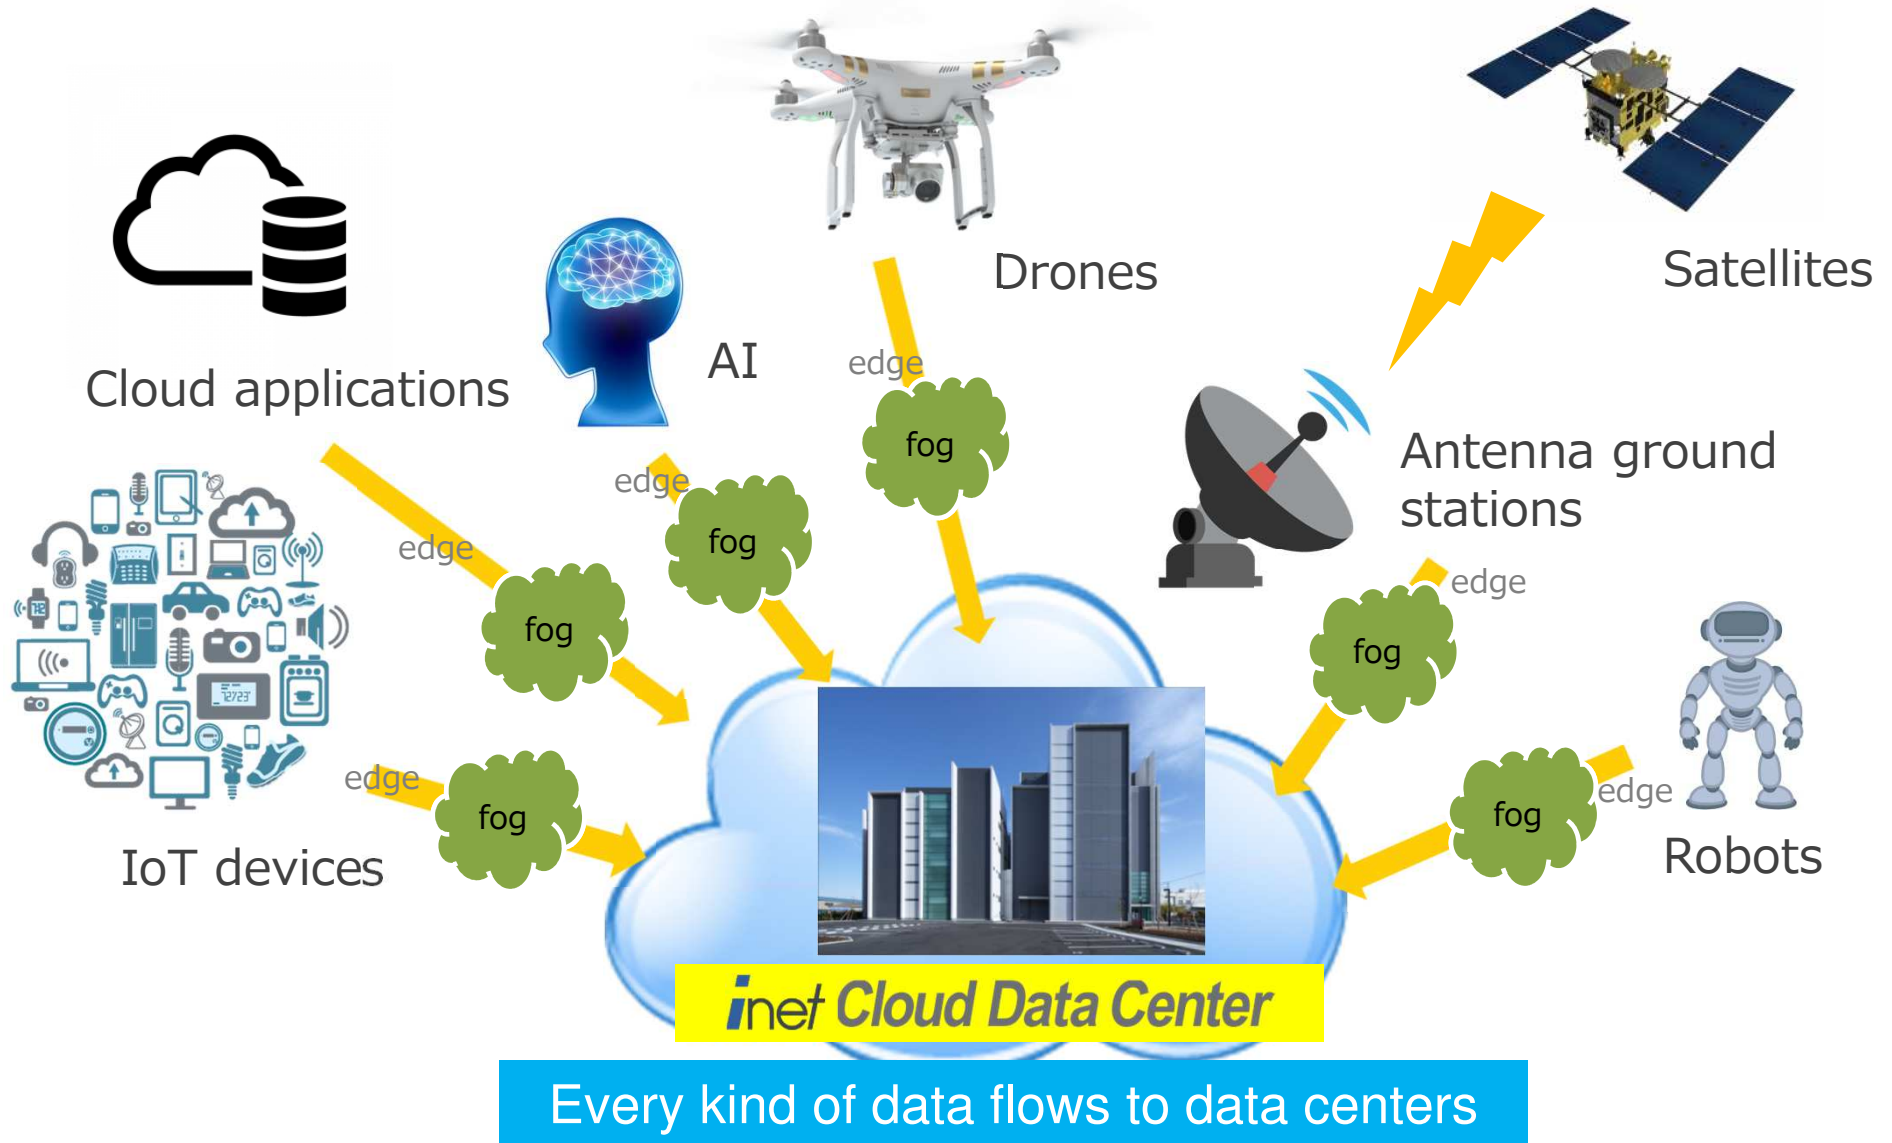 Drones
Satellites
AI
edge
Cloud applications
fog
Antenna ground
stations
edge
fog
edge
edge
fog
fog
edge
fog
edge
fog
fog
edge
IoT devices
Robots
inet Cloud Data Center
Every kind of data flows to data centers